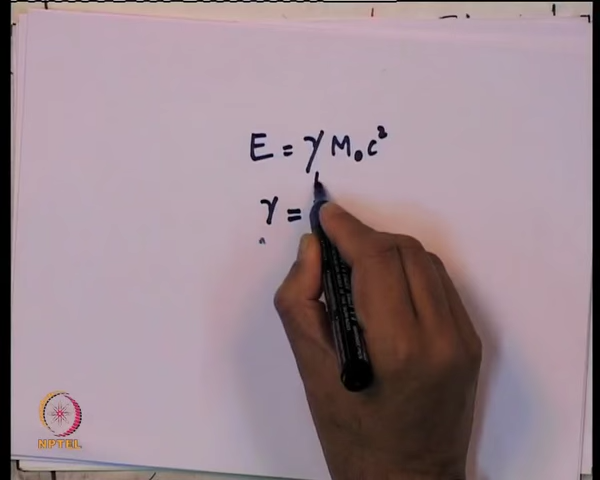 E = γ M₀c²
γ =
NPTEL